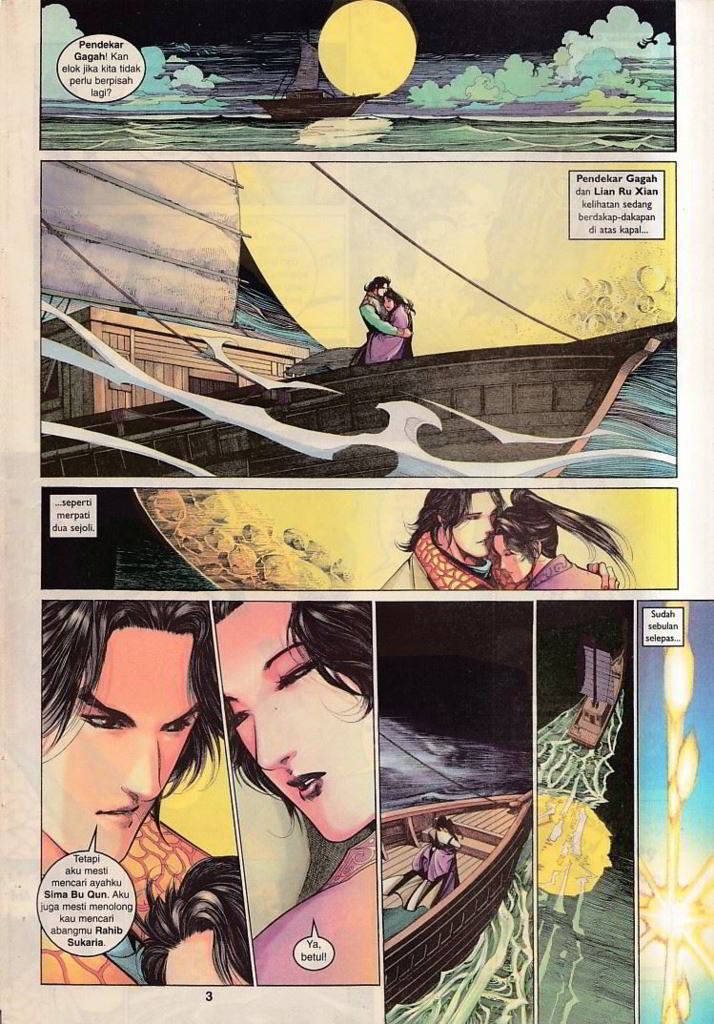 Pendekar
Gagah! Kan
elok jika kita tidak
perlu berpisah
lagi?
Pendekar Gagah
dan Lian Ru Xian
kelihatan sedang
berdakap-dakapan
di atas kapal...
...seperti
merpati
dua sejoli.
Tetapi
aku mesti
mencari ayahku
Sima Bu Qun. Aku
juga mesti menolong
kau mencari
abangmu Rahib
Sukaria.
Ya,
betul!
Sudah
sebulan
selepas...
3